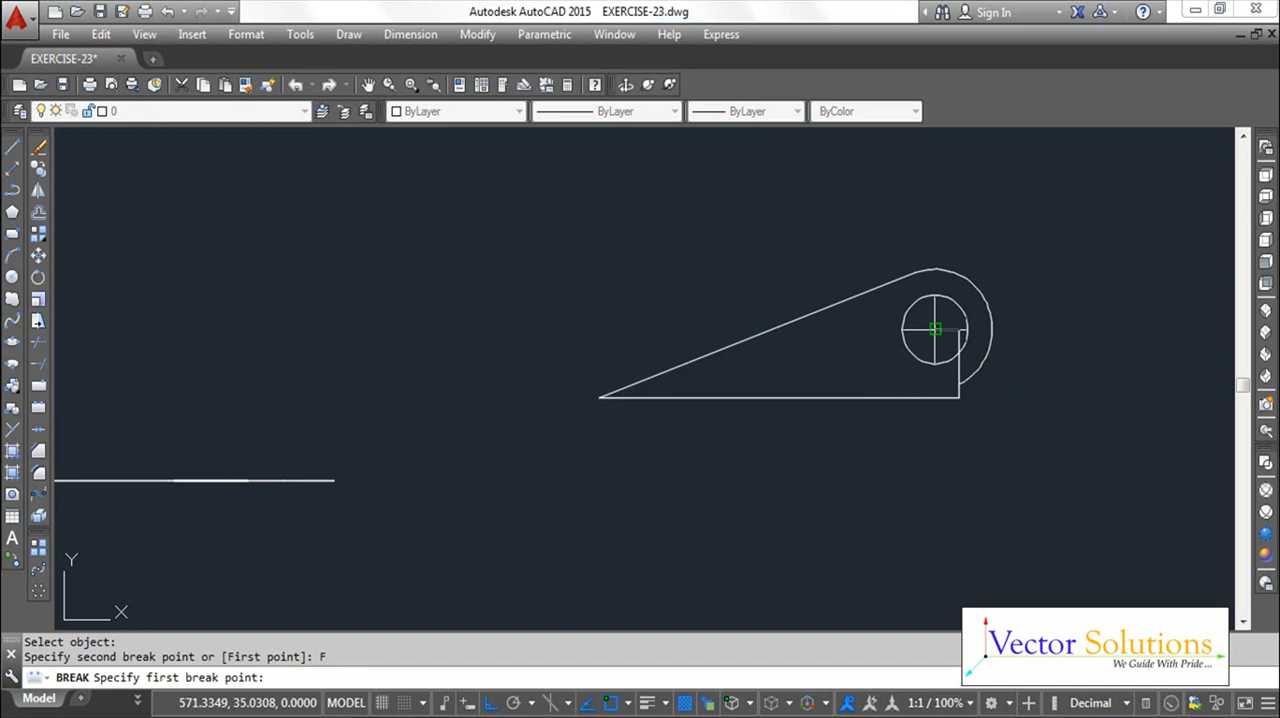 Autodesk AutoCAD 2015 EXERCISE-23.dwg
Sign In
File Edit View Insert Format Tools Draw Dimension Modify Parametric Window Help Express
EXERCISE-23*
0
ByLayer
ByLayer
ByLayer
ByColor
A
Y
X
Select object:
Specify second break point or [First point]: F
BREAK Specify first break point:
Vector Solutions
We Guide With Pride...
Model
571.3349, 35.0308, 0.0000 MODEL
1:1 / 100%
Decimal